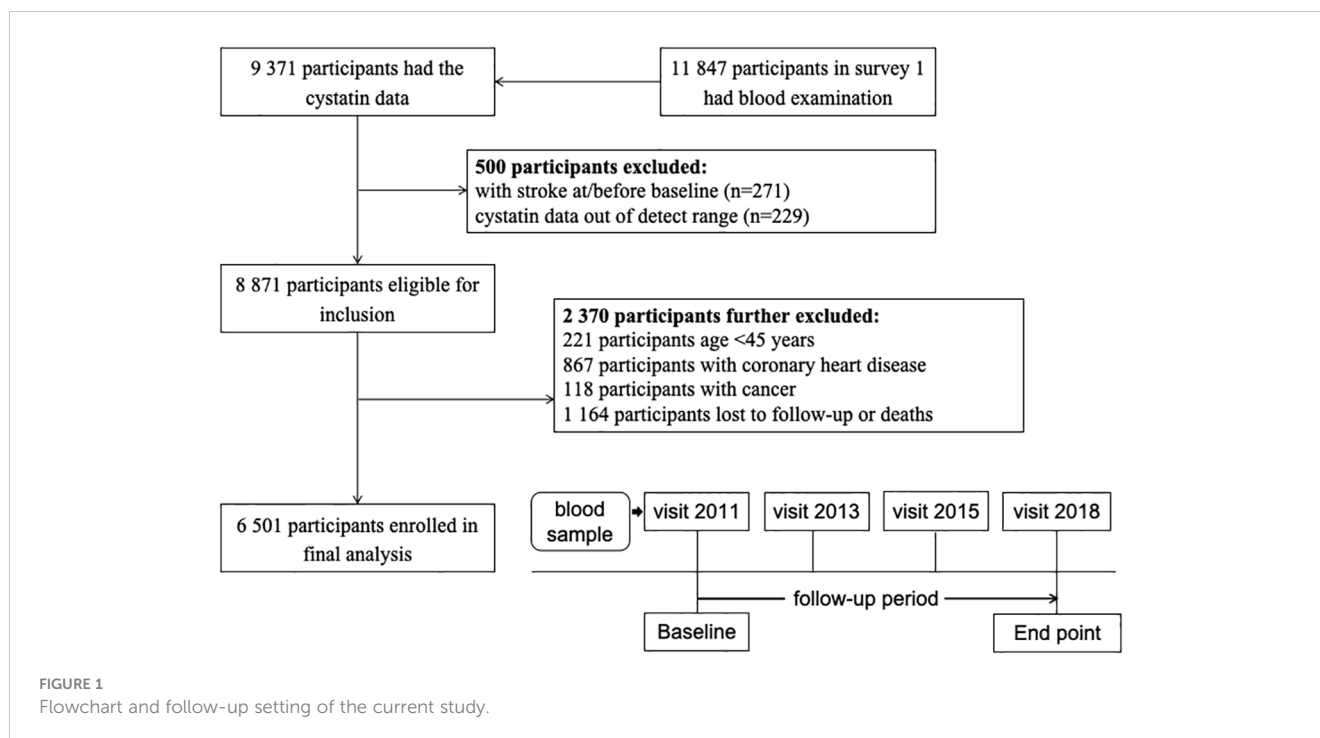 11 847 participants in survey 1
had blood examination
9 371 participants had the
cystatin data
500 participants excluded:
with stroke at/before baseline (n=271)
cystatin data out of detect range (n=229)
8 871 participants eligible for
inclusion
2 370 participants further excluded:
221 participants age <45 years
867 participants with coronary heart disease
118 participants with cancer
1 164 participants lost to follow-up or deaths
6 501 participants enrolled in
final analysis
blood
sample
visit 2011
visit 2013
visit 2015
visit 2018
follow-up period
Baseline
End point
FIGURE 1
Flowchart and follow-up setting of the current study.